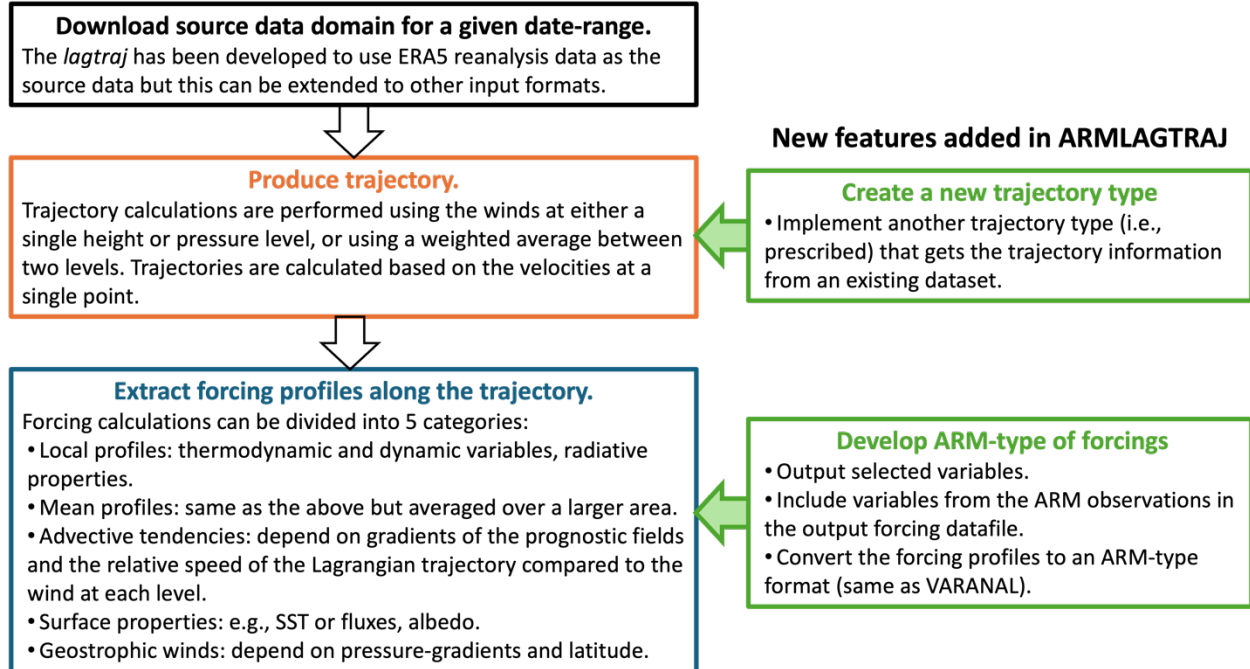 Download source data domain for a given date-range.
The lagtraj has been developed to use ERA5 reanalysis data as the
source data but this can be extended to other input formats.
Produce trajectory.
Trajectory calculations are performed using the winds at either a
single height or pressure level, or using a weighted average between
two levels. Trajectories are calculated based on the velocities at a
single point.
Extract forcing profiles along the trajectory.
Forcing calculations can be divided into 5 categories:
• Local profiles: thermodynamic and dynamic variables, radiative
properties.
• Mean profiles: same as the above but averaged over a larger area.
• Advective tendencies: depend on gradients of the prognostic fields
and the relative speed of the Lagrangian trajectory compared to the
wind at each level.
• Surface properties: e.g., SST or fluxes, albedo.
• Geostrophic winds: depend on pressure-gradients and latitude.
New features added in ARMLAGTRAJ
Create a new trajectory type
• Implement another trajectory type (i.e.,
prescribed) that gets the trajectory information
from an existing dataset.
Develop ARM-type of forcings
• Output selected variables.
• Include variables from the ARM observations in
the output forcing datafile.
• Convert the forcing profiles to an ARM-type
format (same as VARANAL).